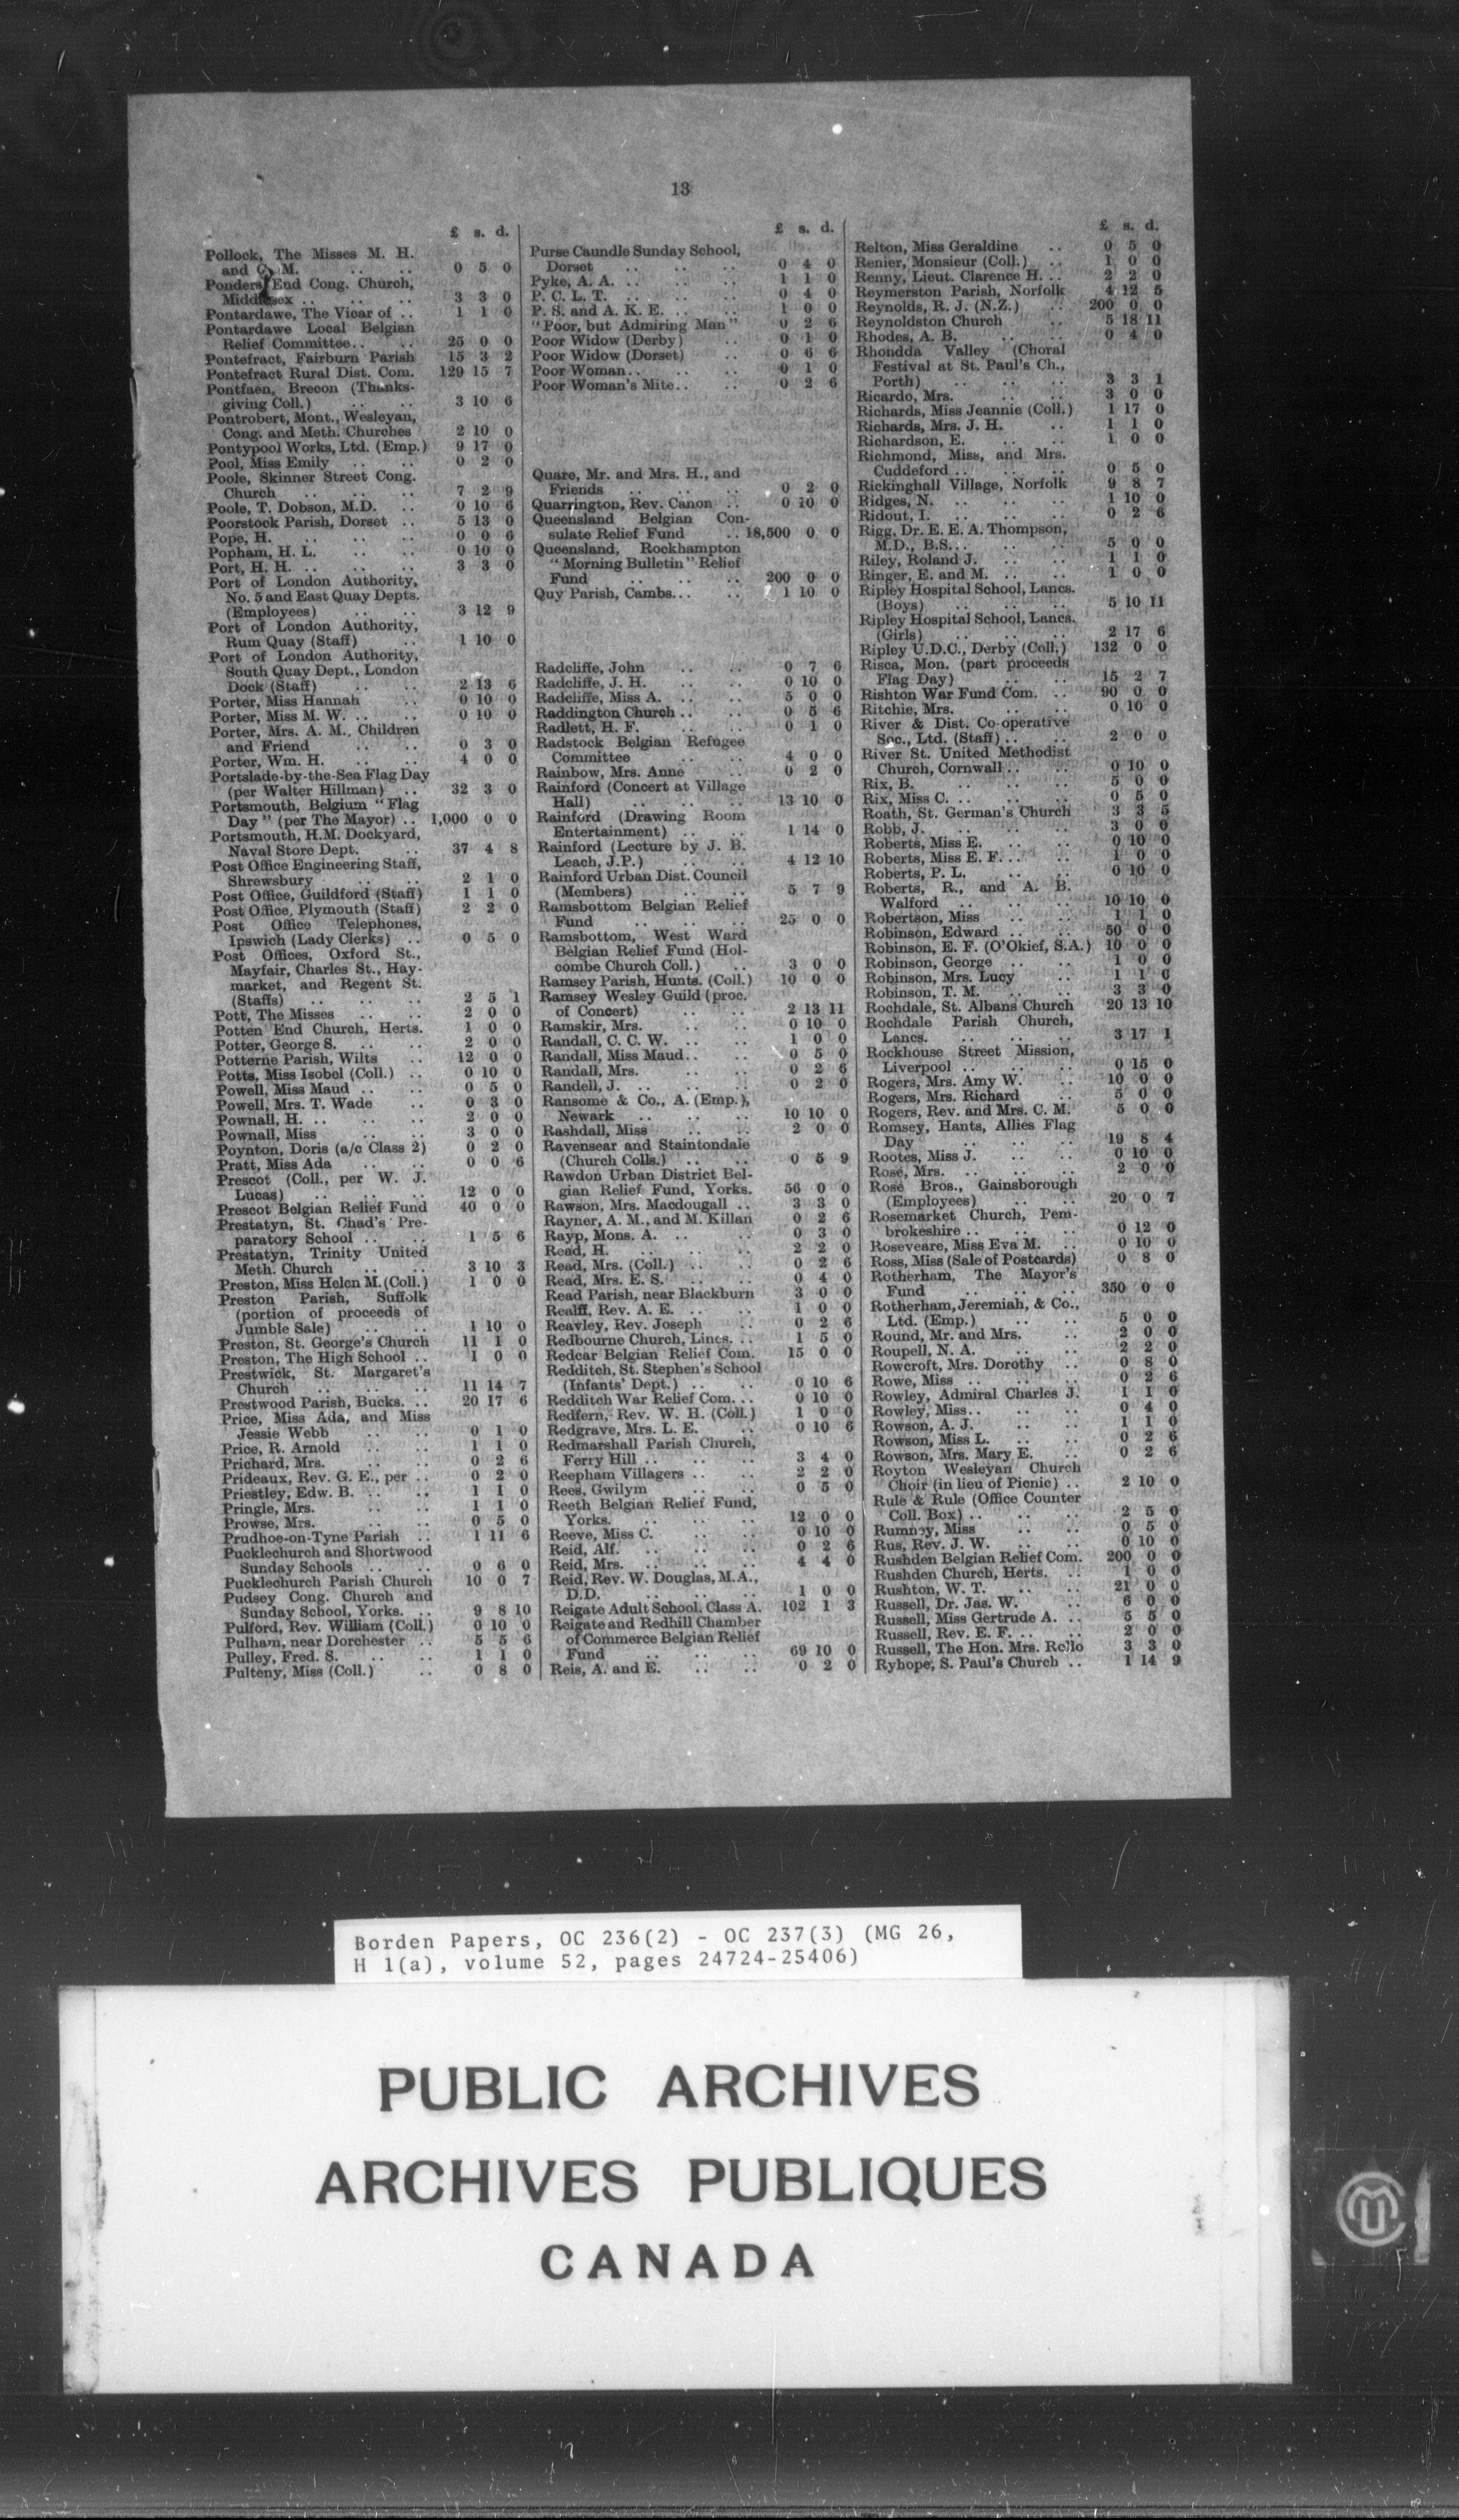 13
£ s. d.
Pollock, The Misses M. H.
and C. M. .. .. 0 5 0
Ponders End Cong. Church,
Middlesex .. .. .. 3 3 0
Pontardawe, The Vicar of .. 1 1 0
Pontardawe Local Belgian
Relief Committee.. .. 25 0 0
Pontefract, Fairburn Parish 15 3 2
Pontefract Rural Dist. Com. 129 15 7
Pontfaen, Brecon (Thanks-
giving Coll.) .. .. 3 10 6
Pontrobert, Mont., Wesleyan,
Cong. and Meth. Churches 2 10 0
Pontypool Works, Ltd. (Emp.) 9 17 0
Pool, Miss Emily .. .. 0 2 0
Poole, Skinner Street Cong.
Church .. .. .. 7 2 9
Poole, T. Dobson, M.D. .. 0 10 6
Poorstock Parish, Dorset .. 5 13 0
Pope, H. .. .. .. 0 0 6
Popham, H. L. .. .. 0 10 0
Port, H. H. .. .. .. 3 3 0
Port of London Authority,
No. 5 and East Quay Depts.
(Employees) .. .. 3 12 9
Port of London Authority,
Rum Quay (Staff) .. 1 10 0
Port of London Authority,
South Quay Dept., London
Dock (Staff) .. .. 2 13 6
Porter, Miss Hannah .. 0 10 0
Porter, Miss M. W. .. .. 0 10 0
Porter, Mrs. A. M., Children
and Friend .. .. 0 3 0
Porter, Wm. H. .. .. 4 0 0
Portslade-by-the-Sea Flag Day
(per Walter Hillman) .. 32 3 0
Portsmouth, Belgium "Flag
Day" (per The Mayor) .. 1,000 0 0
Portsmouth, H.M. Dockyard,
Naval Store Dept. .. 37 4 8
Post Office Engineering Staff,
Shrewsbury .. .. 2 1 0
Post Office, Guildford (Staff) 1 1 0
Post Office, Plymouth (Staff) 2 2 0
Post Office Telephones,
Ipswich (Lady Clerks) .. 0 5 0
Post Offices, Oxford St.,
Mayfair, Charles St., Hay-
market, and Regent St.
(Staffs) .. .. .. 2 5 1
Pott, The Misses .. .. 2 0 0
Potten End Church, Herts. 1 0 0
Potter, George S. .. .. 2 0 0
Potterne Parish, Wilts .. 12 0 0
Potts, Miss Isobel (Coll.) .. 0 10 0
Powell, Miss Maud .. .. 0 5 0
Powell, Mrs. T. Wade .. 0 3 0
Pownall, H. .. .. .. 2 0 0
Pownall, Miss .. .. 3 0 0
Poynton, Doris (a/c Class 2) 0 2 0
Pratt, Miss Ada .. .. 0 0 6
Prescot (Coll., per W. J.
Lucas) .. .. .. 12 0 0
Prescot Belgian Relief Fund 40 0 0
Prestatyn, St. Chad's Pre-
paratory School .. .. 1 5 6
Prestatyn, Trinity United
Meth. Church .. .. 3 10 3
Preston, Miss Helen M. (Coll.) 1 0 0
Preston Parish, Suffolk
(portion of proceeds of
Jumble Sale) .. .. 1 10 0
Preston, St. George's Church 11 1 0
Preston, The High School .. 1 0 0
Prestwick, St. Margaret's
Church .. .. .. 11 14 7
Prestwood Parish, Bucks. .. 20 17 6
Price, Miss Ada, and Miss
Jessie Webb .. .. 0 1 0
Price, R. Arnold .. .. 1 1 0
Prichard, Mrs. .. .. 0 2 6
Prideaux, Rev. G. E., per .. 0 2 0
Priestley, Edw. B. .. .. 1 1 0
Pringle, Mrs. .. .. 1 1 0
Prowse, Mrs. .. .. 0 5 0
Prudhoe-on-Tyne Parish .. 1 11 6
Pucklechurch and Shortwood
Sunday Schools .. .. 0 6 0
Pucklechurch Parish Church 10 0 7
Pudsey Cong. Church and
Sunday School, Yorks. .. 9 8 10
Pulford, Rev. William (Coll.) 0 10 0
Pulham, near Dorchester .. 5 5 6
Pulley, Fred. S. .. .. 1 1 0
Pulteny, Miss (Coll.) .. 0 8 0
£ s. d.
Purse Caundle Sunday School,
Dorset .. .. .. 0 4 0
Pyke, A. A. .. .. .. 1 1 0
P. C. L. T. .. .. .. 0 4 0
P. S. and A. K. E. .. .. 1 0 0
"Poor, but Admiring Man" 0 2 6
Poor Widow (Derby) .. 0 1 0
Poor Widow (Dorset) .. 0 6 6
Poor Woman.. .. .. 0 1 0
Poor Woman's Mite.. .. 0 2 6
Quare, Mr. and Mrs. H., and
Friends .. .. .. 0 2 0
Quarrington, Rev. Canon .. 0 10 0
Queensland Belgian Con-
sulate Relief Fund .. 18,500 0 0
Queensland, Rockhampton
"Morning Bulletin" Relief
Fund .. .. .. 200 0 0
Quy Parish, Cambs... .. 1 10 0
Radcliffe, John .. .. 0 7 6
Radcliffe, J. H. .. .. 0 10 0
Radcliffe, Miss A. .. .. 5 0 0
Raddington Church .. .. 0 5 6
Radlett, H. F. .. .. 0 1 0
Radstock Belgian Refugee
Committee .. .. 4 0 0
Rainbow, Mrs. Anne .. 0 2 0
Rainford (Concert at Village
Hall) .. .. .. 13 10 0
Rainford (Drawing Room
Entertainment) .. .. 1 14 0
Rainford (Lecture by J. B.
Leach, J.P.) .. .. 4 12 10
Rainford Urban Dist. Council
(Members) .. .. 5 7 9
Ramsbottom Belgian Relief
Fund .. .. .. 25 0 0
Ramsbottom, West Ward
Belgian Relief Fund (Hol-
combe Church Coll.) .. 3 0 0
Ramsey Parish, Hunts. (Coll.) 10 0 0
Ramsey Wesley Guild (proc.
of Concert) .. .. 2 13 11
Ramskir, Mrs. .. .. 0 10 0
Randall, C. C. W. .. .. 1 0 0
Randall, Miss Maud.. .. 0 5 0
Randall, Mrs. .. .. 0 2 6
Randell, J. .. .. .. 0 2 0
Ransome & Co., A. (Emp.),
Newark .. .. .. 10 10 0
Rashdall, Miss .. .. 2 0 0
Ravensear and Staintondale
(Church Colls.) .. .. 0 5 9
Rawdon Urban District Bel-
gian Relief Fund, Yorks. 56 0 0
Rawson, Mrs. Macdougall .. 3 3 0
Rayner, A. M., and M. Killan 0 2 6
Rayp, Mons. A. .. .. 0 3 0
Read, H. .. .. .. 2 2 0
Read, Mrs. (Coll.) .. .. 0 2 6
Read, Mrs. E. S. .. .. 0 4 0
Read Parish, near Blackburn 3 0 0
Realff, Rev. A. E. .. .. 1 0 0
Reavley, Rev. Joseph .. 0 2 6
Redbourne Church, Lincs. .. 1 5 0
Redcar Belgian Relief Com. 15 0 0
Redditch, St. Stephen's School
(Infants' Dept.) .. .. 0 10 6
Redditch War Relief Com... 0 10 0
Redfern, Rev. W. H. (Coll.) 1 0 0
Redgrave, Mrs. L. E. .. 0 10 6
Redmarshall Parish Church,
Ferry Hill .. .. .. 3 4 0
Reepham Villagers .. .. 2 2 0
Rees, Gwilym .. .. 0 5 0
Reeth Belgian Relief Fund,
Yorks. .. .. .. 12 0 0
Reeve, Miss C. .. .. 0 10 0
Reid, Alf. .. .. .. 0 2 6
Reid, Mrs. .. .. .. 4 4 0
Reid, Rev. W. Douglas, M.A.,
D.D. .. .. .. 1 0 0
Reigate Adult School, Class A. 102 1 3
Reigate and Redhill Chamber
of Commerce Belgian Relief
Fund .. .. .. 69 10 0
Reis, A. and E. .. .. 0 2 0
£ s. d.
Relton, Miss Geraldine .. 0 5 0
Renier, Monsieur (Coll.) .. 1 0 0
Renny, Lieut. Clarence H. .. 2 2 0
Reymerston Parish, Norfolk 4 12 5
Reynolds, R. J. (N.Z.) .. 200 0 0
Reynoldston Church .. 5 18 11
Rhodes, A. B. .. .. 0 4 0
Rhondda Valley (Choral
Festival at St. Paul's Ch.,
Porth) .. .. .. 3 3 1
Ricardo, Mrs. .. .. 3 0 0
Richards, Miss Jeannie (Coll.) 1 17 0
Richards, Mrs. J. H. .. 1 1 0
Richardson, E. .. .. 1 0 0
Richmond, Miss, and Mrs.
Cuddeford .. .. .. 0 5 0
Rickinghall Village, Norfolk 9 8 7
Ridges, N. .. .. .. 1 10 0
Ridout, I. .. .. .. 0 2 6
Rigg, Dr. E. E. A. Thompson,
M.D., B.S... .. .. 5 0 0
Riley, Roland J. .. .. 1 1 0
Ringer, E. and M. .. .. 1 0 0
Ripley Hospital School, Lancs.
(Boys) .. .. .. 5 10 11
Ripley Hospital School, Lancs.
(Girls) .. .. .. 2 17 6
Ripley U.D.C., Derby (Coll.) 132 0 0
Risca, Mon. (part proceeds
Flag Day) .. .. 15 2 7
Rishton War Fund Com. .. 90 0 0
Ritchie, Mrs. .. .. 0 10 0
River & Dist. Co-operative
Soc., Ltd. (Staff) .. .. 2 0 0
River St. United Methodist
Church, Cornwall .. .. 0 10 0
Rix, B. .. .. .. 5 0 0
Rix, Miss C. .. .. .. 0 5 0
Roath, St. German's Church 3 3 5
Robb, J. .. .. .. 3 0 0
Roberts, Miss E. .. .. 0 10 0
Roberts, Miss E. F. .. .. 1 0 0
Roberts, P. L. .. .. 0 10 0
Roberts, R., and A. B.
Walford .. .. .. 10 10 0
Robertson, Miss .. .. 1 1 0
Robinson, Edward .. .. 50 0 0
Robinson, E. F. (O'Okief, S.A.) 10 0 0
Robinson, George .. .. 1 0 0
Robinson, Mrs. Lucy .. 1 1 0
Robinson, T. M. .. .. 3 3 0
Rochdale, St. Albans Church 20 13 10
Rochdale Parish Church,
Lancs. .. .. .. 3 17 1
Rockhouse Street Mission,
Liverpool .. .. .. 0 15 0
Rogers, Mrs. Amy W. .. 10 0 0
Rogers, Mrs. Richard .. 5 0 0
Rogers, Rev. and Mrs. C. M. 5 0 0
Romsey, Hants, Allies Flag
Day .. .. .. 19 8 4
Rootes, Miss J. .. .. 0 10 0
Rose, Mrs. .. .. .. 2 0 0
Rose Bros., Gainsborough
(Employees) .. .. 20 0 7
Rosemarket Church, Pem-
brokeshire .. .. .. 0 12 0
Roseveare, Miss Eva M. .. 0 10 0
Ross, Miss (Sale of Postcards) 0 8 0
Rotherham, The Mayor's
Fund .. .. .. 350 0 0
Rotherham, Jeremiah, & Co.,
Ltd. (Emp.) .. .. 5 0 0
Round, Mr. and Mrs. .. 2 0 0
Roupell, N. A. .. .. 2 2 0
Rowcroft, Mrs. Dorothy .. 0 8 0
Rowe, Miss .. .. .. 0 2 6
Rowley, Admiral Charles J. 1 1 0
Rowley, Miss.. .. .. 0 4 0
Rowson, A. J. .. .. 1 1 0
Rowson, Miss L. .. .. 0 2 6
Rowson, Mrs. Mary E. .. 0 2 6
Royton Wesleyan Church
Choir (in lieu of Picnic) .. 2 10 0
Rule & Rule (Office Counter
Coll. Box) .. .. .. 2 5 0
Rumney, Miss .. .. 0 5 0
Rus, Rev. J. W. .. .. 0 10 0
Rushden Belgian Relief Com. 200 0 0
Rushden Church, Herts. .. 1 0 0
Rushton, W. T. .. .. 21 0 0
Russell, Dr. Jas. W. .. 6 0 0
Russell, Miss Gertrude A. .. 5 5 0
Russell, Rev. E. F. .. .. 2 0 0
Russell, The Hon. Mrs. Rollo 3 3 0
Ryhope, S. Paul's Church .. 1 14 9
Borden Papers, OC 236(2) - OC 237(3) (MG 26,
H 1(a), volume 52, pages 24724-25406)
PUBLIC ARCHIVES
ARCHIVES PUBLIQUES
CANADA